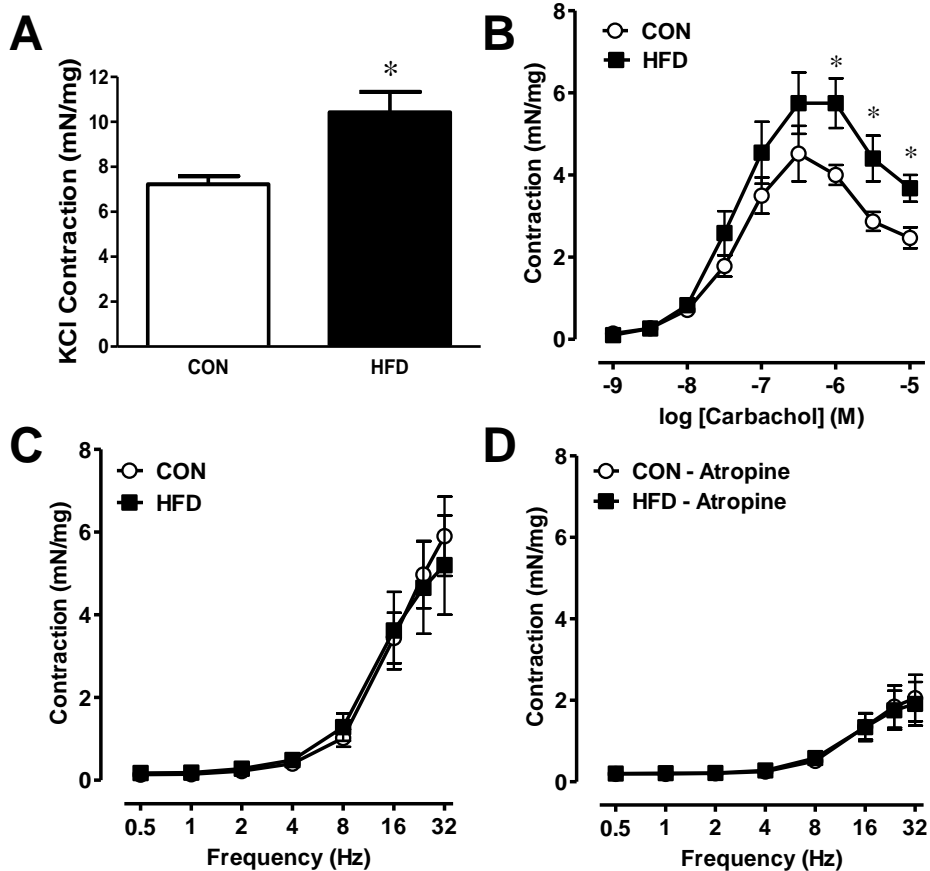 A
KCl Contraction (mN/mg)
12
10
8
6
4
2
0
*
CON
HFD
B
CON
HFD
Contraction (mN/mg)
8
6
4
2
0
*
*
*
-9
-8
-7
-6
-5
log [Carbachol] (M)
C
CON
HFD
Contraction (mN/mg)
8
6
4
2
0
0.5
1
2
4
8
16
32
Frequency (Hz)
D
CON - Atropine
HFD - Atropine
Contraction (mN/mg)
8
6
4
2
0
0.5
1
2
4
8
16
32
Frequency (Hz)